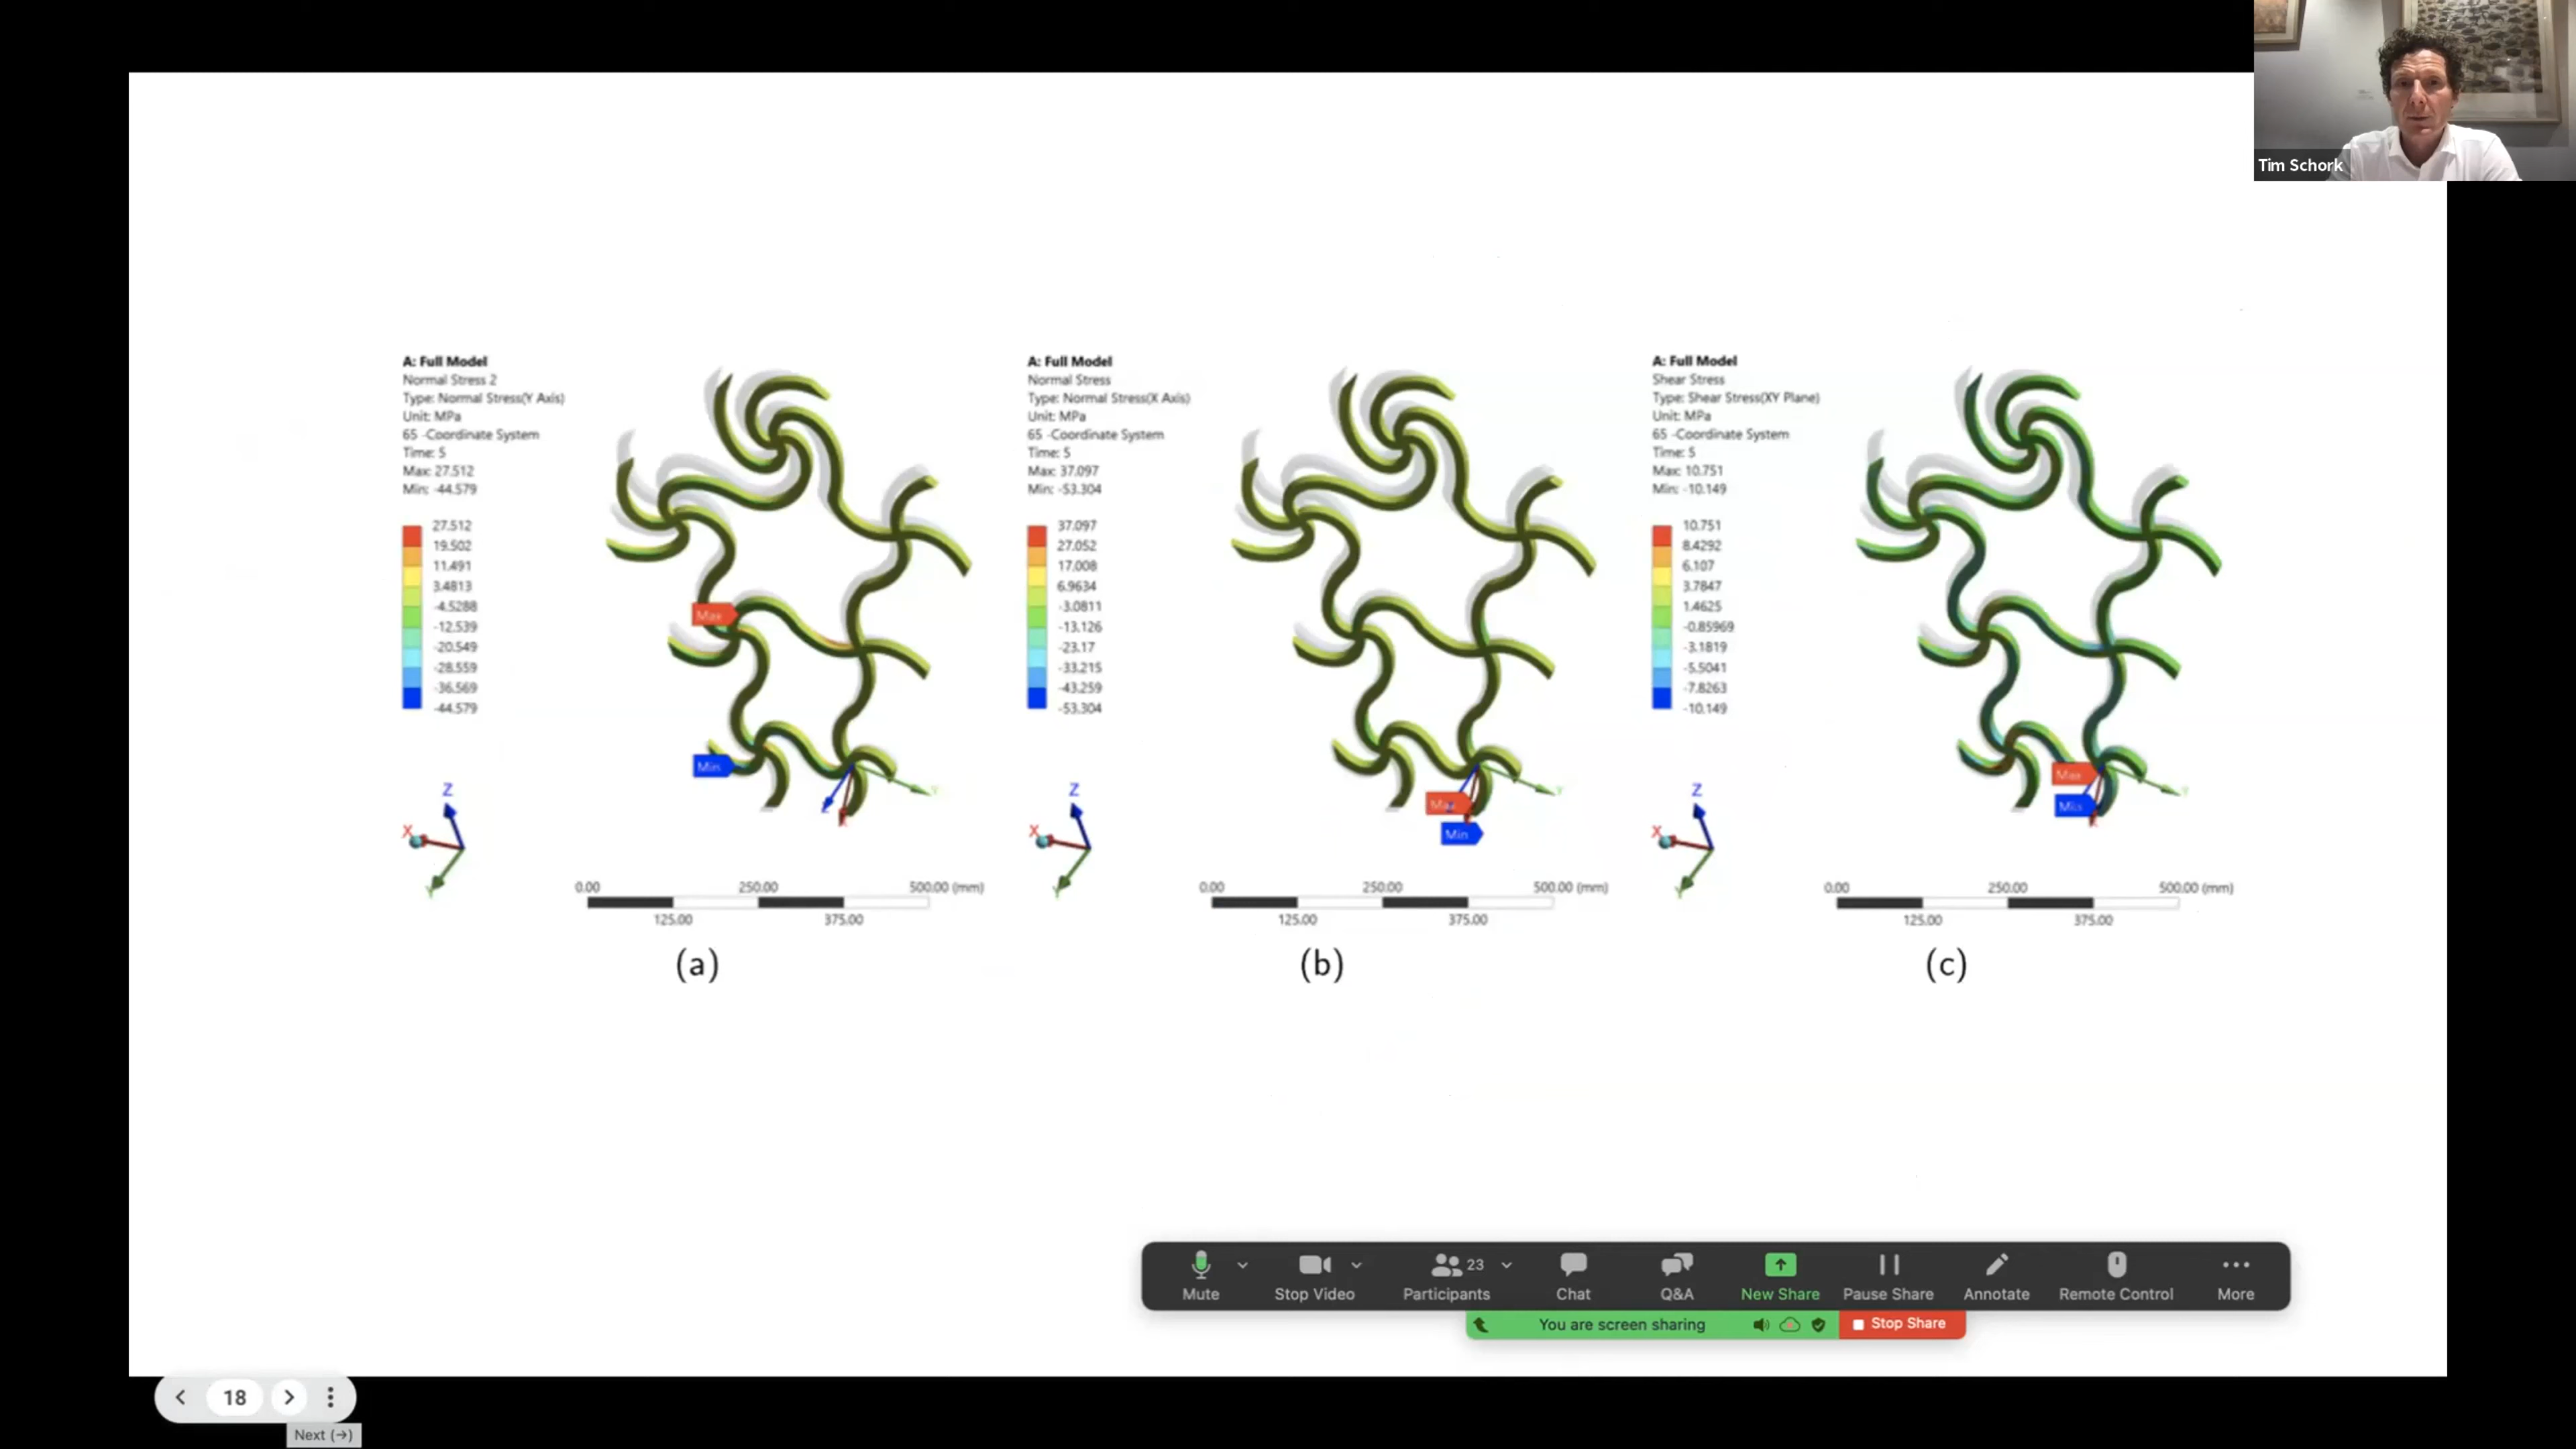 Tim Schork
A: Full Model
Normal Stress 2
Type: Normal Stress(Y Axis)
Unit: MPa
65 -Coordinate System
Time: 5
Max: 27.512
Min: -44.579
27.512
19.502
11.491
3.4813
-4.5288
-12.539
-20.549
-28.559
-36.569
-44.579
Max
Min
Z
X
Y
Z
X
Y
0.00
250.00
500.00 (mm)
125.00
375.00
(a)
A: Full Model
Normal Stress
Type: Normal Stress(X Axis)
Unit: MPa
65 -Coordinate System
Time: 5
Max: 37.097
Min: -53.304
37.097
27.052
17.008
6.9634
-3.0811
-13.126
-23.17
-33.215
-43.259
-53.304
Max
Min
Z
X
Y
Y
0.00
250.00
500.00 (mm)
125.00
375.00
(b)
A: Full Model
Shear Stress
Type: Shear Stress(XY Plane)
Unit: MPa
65 -Coordinate System
Time: 5
Max: 10.751
Min: -10.149
10.751
8.4292
6.107
3.7847
1.4625
-0.85969
-3.1819
-5.5041
-7.8263
-10.149
Max
Min
Z
X
Y
Y
X
0.00
250.00
500.00 (mm)
125.00
375.00
(c)
Mute
Stop Video
23
Participants
Chat
Q&A
New Share
Pause Share
Annotate
Remote Control
More
You are screen sharing
Stop Share
18
Next (→)